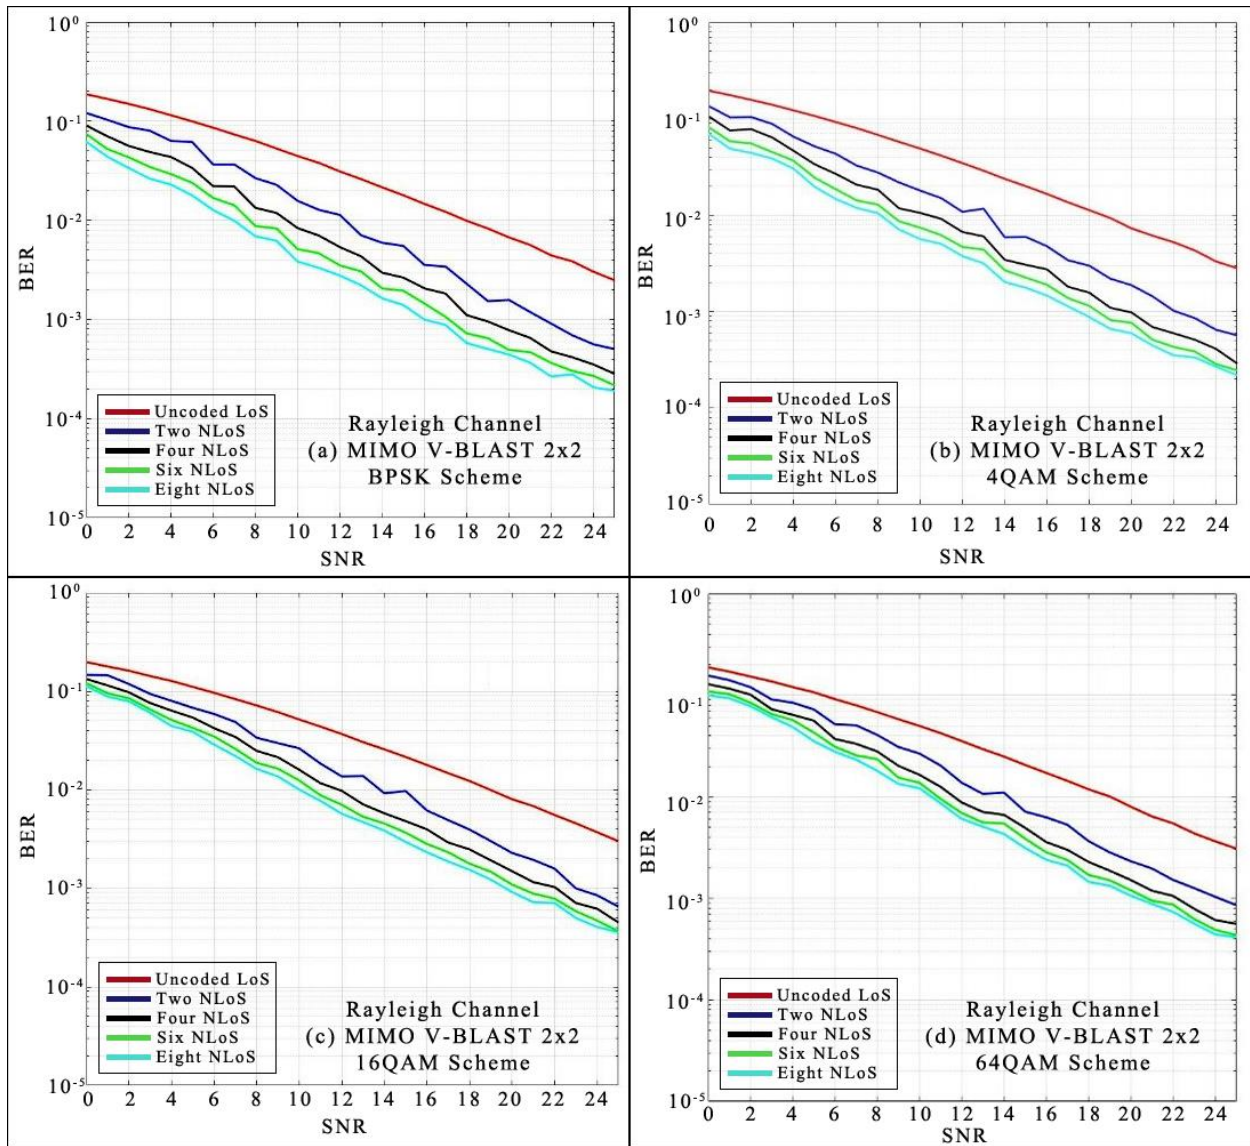 10⁰
10⁻¹
10⁻²
10⁻³
10⁻⁴
10⁻⁵
BER
Uncoded LoS
Two NLoS
Four NLoS
Six NLoS
Eight NLoS
Rayleigh Channel
(a) MIMO V-BLAST 2x2
BPSK Scheme
0 2 4 6 8 10 12 14 16 18 20 22 24
SNR
10⁰
10⁻¹
10⁻²
10⁻³
10⁻⁴
10⁻⁵
BER
Uncoded LoS
Two NLoS
Four NLoS
Six NLoS
Eight NLoS
Rayleigh Channel
(b) MIMO V-BLAST 2x2
4QAM Scheme
0 2 4 6 8 10 12 14 16 18 20 22 24
SNR
10⁰
10⁻¹
10⁻²
10⁻³
10⁻⁴
10⁻⁵
BER
Uncoded LoS
Two NLoS
Four NLoS
Six NLoS
Eight NLoS
Rayleigh Channel
(c) MIMO V-BLAST 2x2
16QAM Scheme
0 2 4 6 8 10 12 14 16 18 20 22 24
SNR
10⁰
10⁻¹
10⁻²
10⁻³
10⁻⁴
10⁻⁵
BER
Uncoded LoS
Two NLoS
Four NLoS
Six NLoS
Eight NLoS
Rayleigh Channel
(d) MIMO V-BLAST 2x2
64QAM Scheme
0 2 4 6 8 10 12 14 16 18 20 22 24
SNR